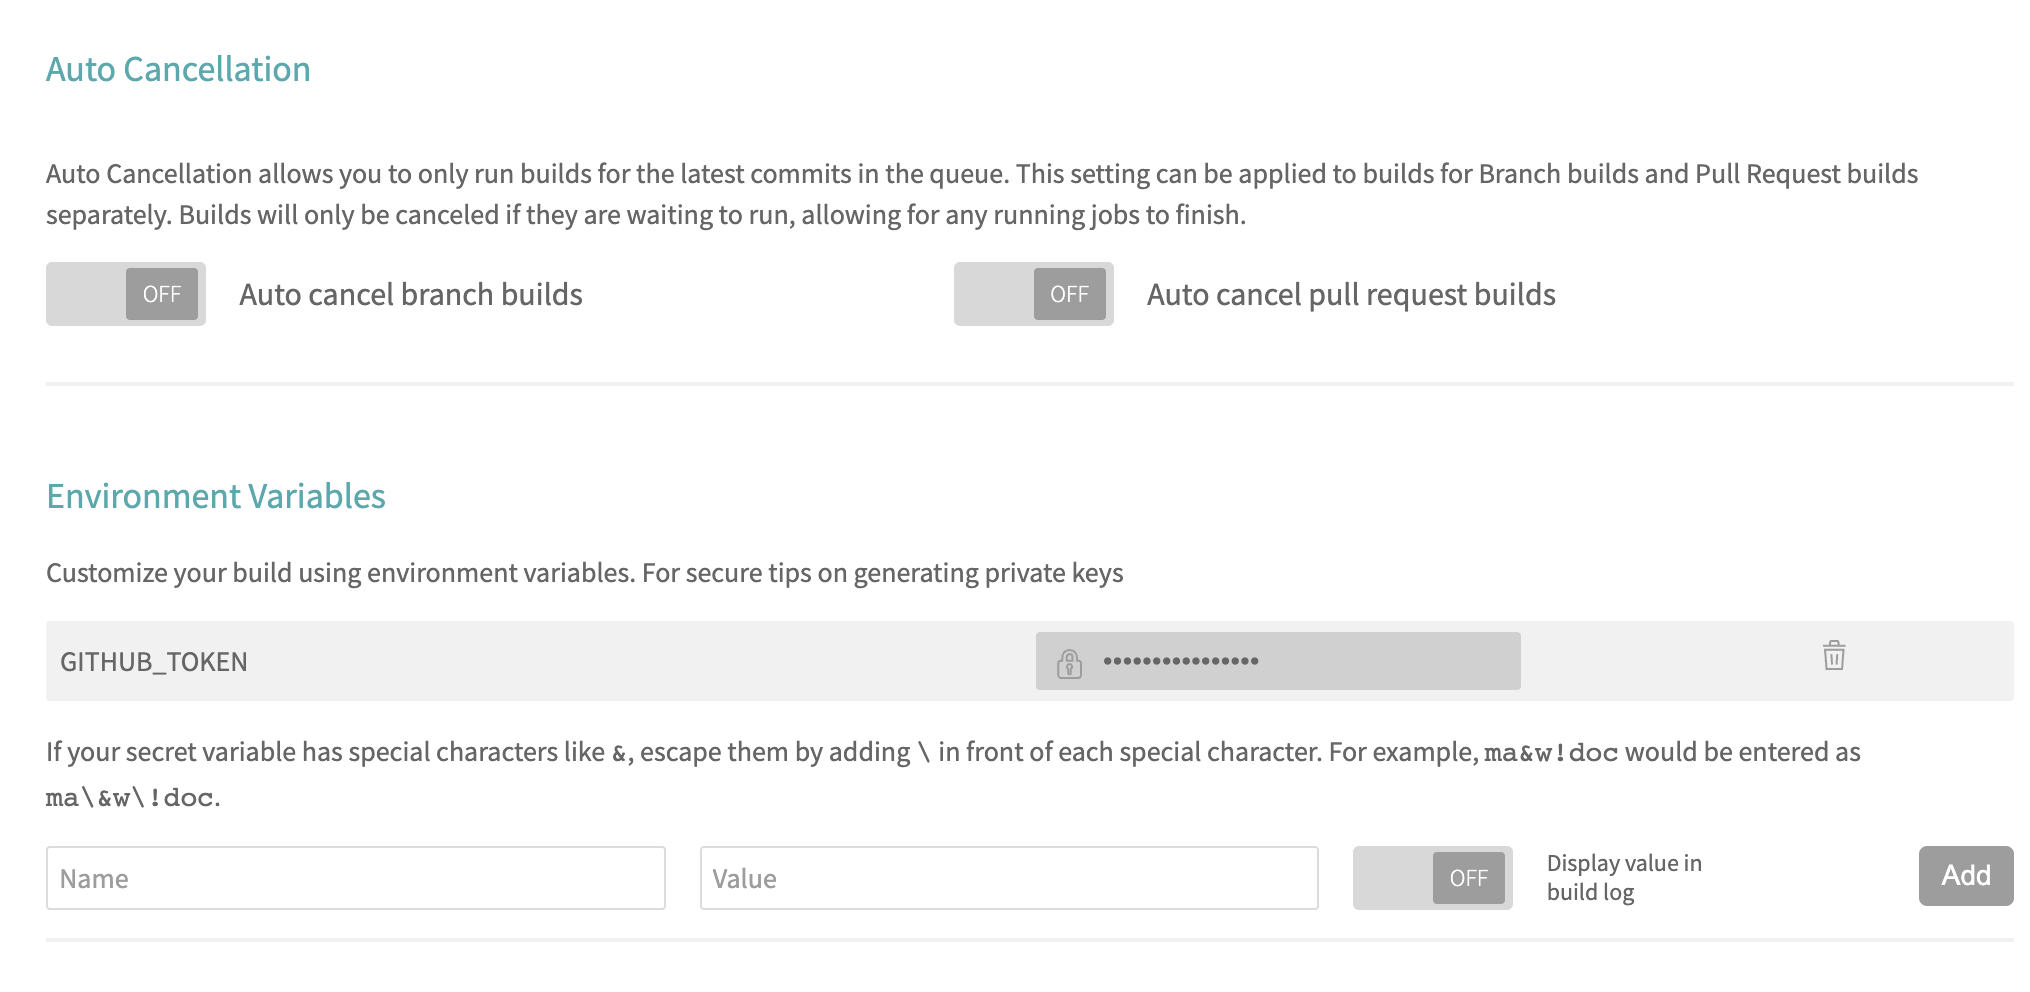 Auto Cancellation
Auto Cancellation allows you to only run builds for the latest commits in the queue. This setting can be applied to builds for Branch builds and Pull Request builds
separately. Builds will only be canceled if they are waiting to run, allowing for any running jobs to finish.
OFF Auto cancel branch builds OFF Auto cancel pull request builds
Environment Variables
Customize your build using environment variables. For secure tips on generating private keys
GITHUB_TOKEN ••••••••••••••••
If your secret variable has special characters like &, escape them by adding \ in front of each special character. For example, ma&w!doc would be entered as
ma\&w\!doc.
Name Value OFF Display value in
build log
Add